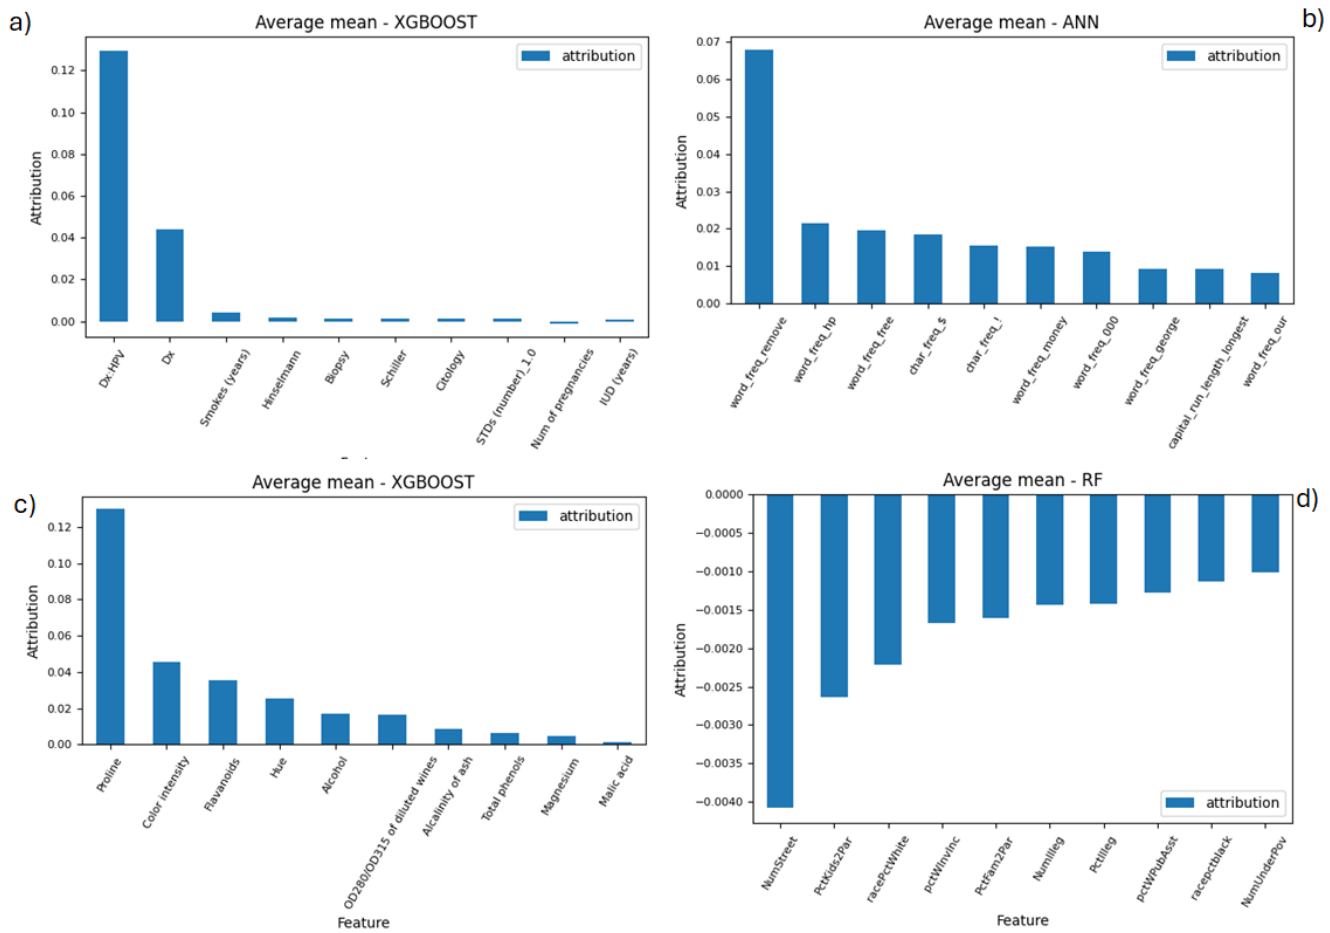 a)
Average mean - XGBOOST
attribution
Attribution
0.12
0.10
0.08
0.06
0.04
0.02
0.00
Dx:HPV
Dx
Smokes (years)
Hinselmann
Biopsy
Schiller
Citology
STDs (number)_1.0
Num of pregnancies
IUD (years)
b)
Average mean - ANN
attribution
Attribution
0.07
0.06
0.05
0.04
0.03
0.02
0.01
0.00
word_freq_remove
word_freq_hp
word_freq_free
char_freq_$
char_freq_!
word_freq_money
word_freq_000
word_freq_george
capital_run_length_longest
word_freq_our
c)
Average mean - XGBOOST
attribution
Attribution
0.12
0.10
0.08
0.06
0.04
0.02
0.00
Proline
Color intensity
Flavanoids
Hue
Alcohol
OD280/OD315 of diluted wines
Alcalinity of ash
Total phenols
Magnesium
Malic acid
Feature
d)
Average mean - RF
attribution
Attribution
0.0000
−0.0005
−0.0010
−0.0015
−0.0020
−0.0025
−0.0030
−0.0035
−0.0040
NumStreet
PctKids2Par
racePctWhite
pctWInvInc
PctFam2Par
NumIlleg
PctIlleg
pctWPubAsst
racepctblack
NumUnderPov
Feature